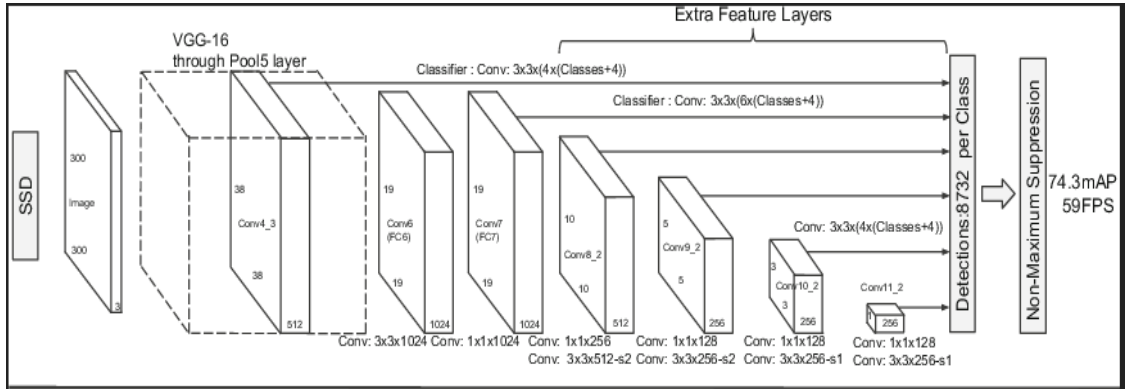 Extra Feature Layers
VGG-16
through Pool5 layer
Classifier : Conv: 3x3x(4x(Classes+4))
Classifier : Conv: 3x3x(6x(Classes+4))
SSD
300
Image
300
3
38
Conv4_3
38
512
19
Conv6
(FC6)
19
1024
19
Conv7
(FC7)
19
1024
10
Conv8_2
10
512
5
Conv9_2
5
256
Conv: 3x3x(4x(Classes+4))
3
Conv10_2
3
256
Conv11_2
1
256
Conv: 3x3x1024
Conv: 1x1x1024
Conv: 1x1x256
Conv: 3x3x512-s2
Conv: 1x1x128
Conv: 3x3x256-s2
Conv: 1x1x128
Conv: 3x3x256-s1
Conv: 1x1x128
Conv: 3x3x256-s1
Detections:8732 per Class
Non-Maximum Suppression
74.3mAP
59FPS